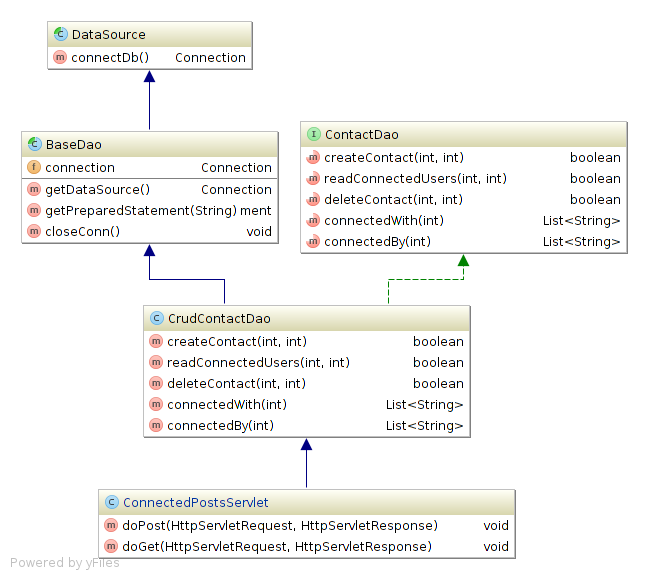 C DataSource
m connectDb() Connection
C BaseDao
f connection Connection
m getDataSource() Connection
m getPreparedStatement(String) ment
m closeConn() void
I ContactDao
m createContact(int, int) boolean
m readConnectedUsers(int, int) boolean
m deleteContact(int, int) boolean
m connectedWith(int) List<String>
m connectedBy(int) List<String>
C CrudContactDao
m createContact(int, int) boolean
m readConnectedUsers(int, int) boolean
m deleteContact(int, int) boolean
m connectedWith(int) List<String>
m connectedBy(int) List<String>
C ConnectedPostsServlet
m doPost(HttpServletRequest, HttpServletResponse) void
m doGet(HttpServletRequest, HttpServletResponse) void
Powered by yFiles